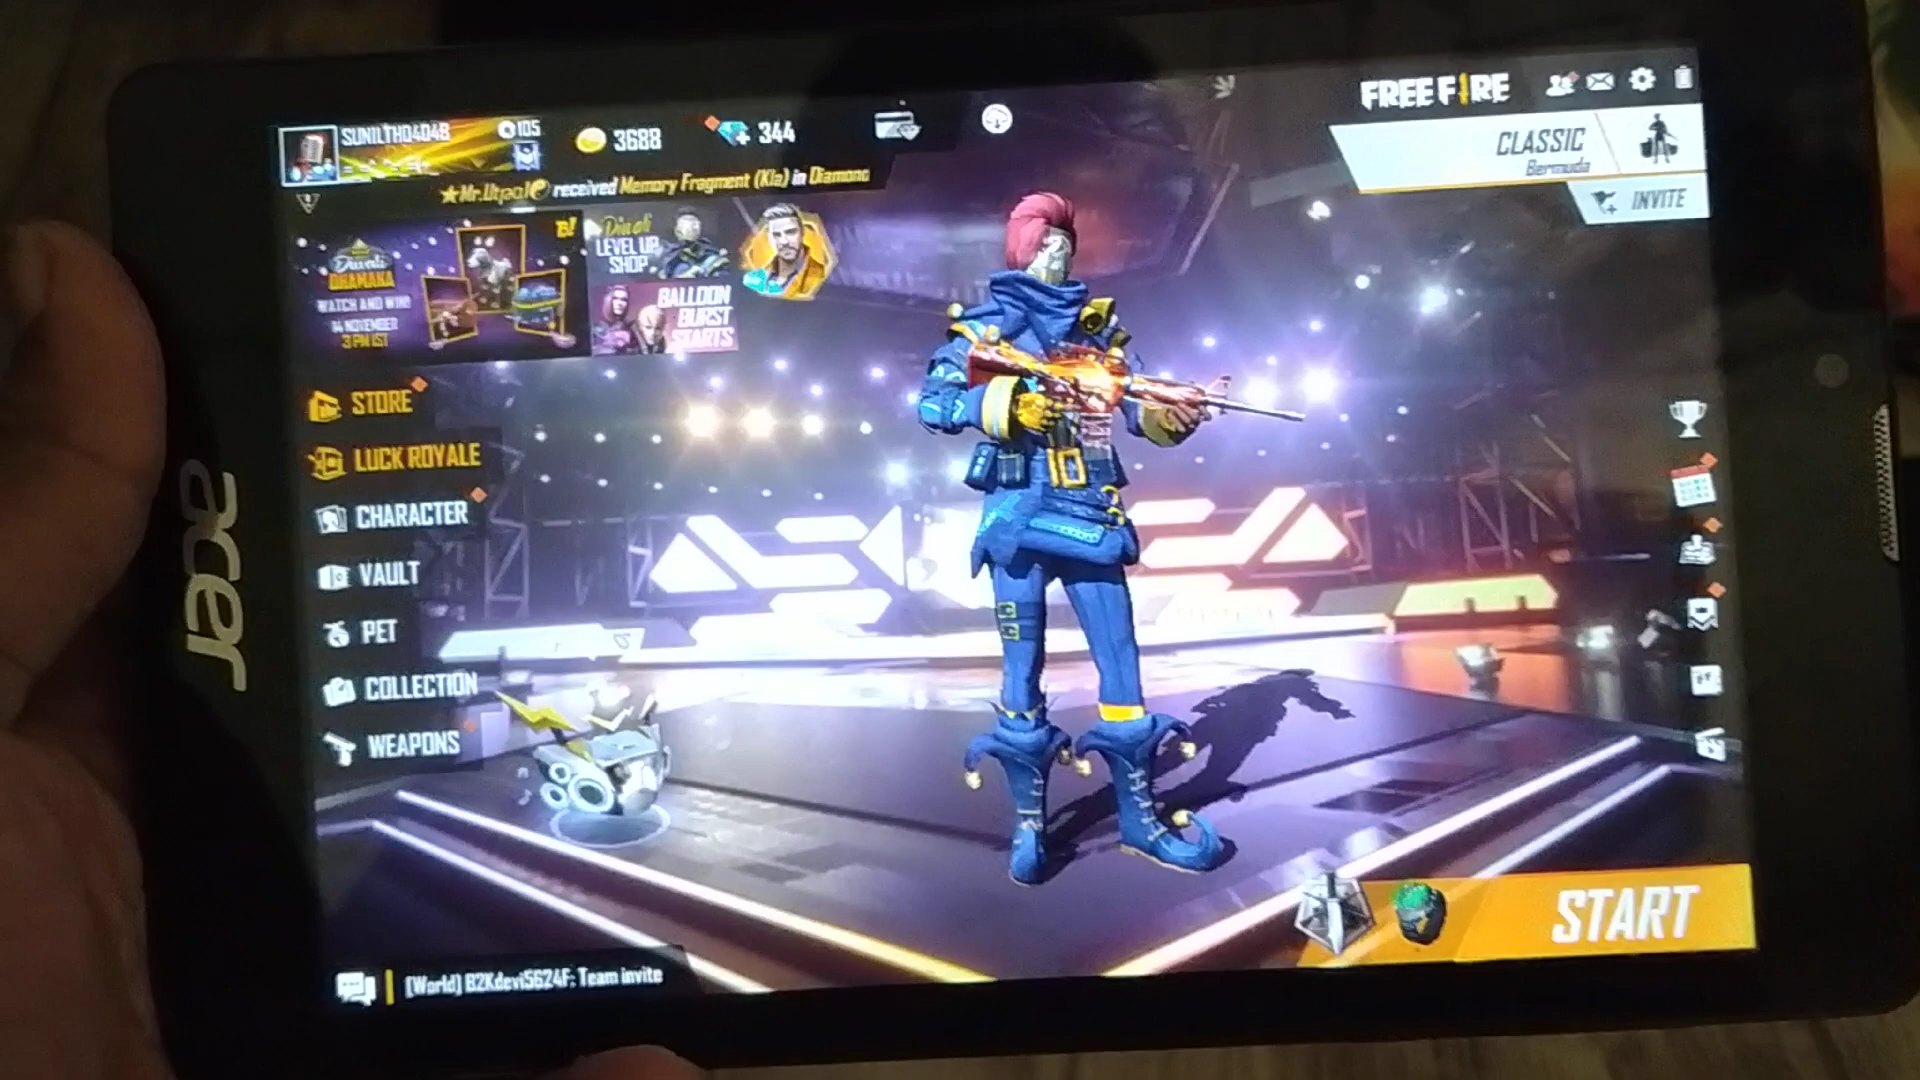 acer
SUNILTHQ4048
105
3688
344
FREE FIRE
CLASSIC
Bermuda
INVITE
★Mr.Utpal received Memory Fragment (Kla) in Diamond
Diwali
DHAMAKA
WATCH AND WIN!
14 NOVEMBER
3 PM IST
B!
Diwali
LEVEL UP
SHOP
BALLOON
BURST
STARTS
STORE
LUCK ROYALE
CHARACTER
VAULT
PET
COLLECTION
WEAPONS
START
[World] B2Kdevi5624F: Team invite